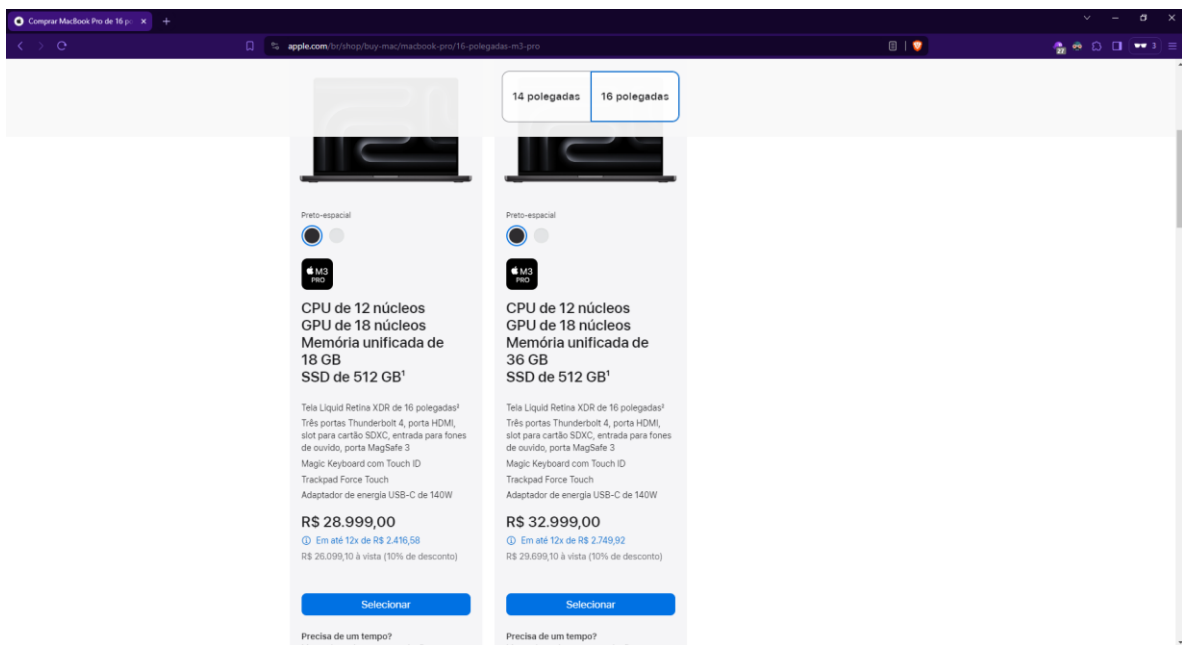 Comprar MacBook Pro de 16 p
apple.com/br/shop/buy-mac/macbook-pro/16-polegadas-m3-pro
27
3
14 polegadas
16 polegadas
Preto-espacial
M3
PRO
CPU de 12 núcleos
GPU de 18 núcleos
Memória unificada de
18 GB
SSD de 512 GB¹
Tela Liquid Retina XDR de 16 polegadas²
Três portas Thunderbolt 4, porta HDMI,
slot para cartão SDXC, entrada para fones
de ouvido, porta MagSafe 3
Magic Keyboard com Touch ID
Trackpad Force Touch
Adaptador de energia USB-C de 140W
R$ 28.999,00
Em até 12x de R$ 2.416,58
R$ 26.099,10 à vista (10% de desconto)
Selecionar
Precisa de um tempo?
Preto-espacial
M3
PRO
CPU de 12 núcleos
GPU de 18 núcleos
Memória unificada de
36 GB
SSD de 512 GB¹
Tela Liquid Retina XDR de 16 polegadas²
Três portas Thunderbolt 4, porta HDMI,
slot para cartão SDXC, entrada para fones
de ouvido, porta MagSafe 3
Magic Keyboard com Touch ID
Trackpad Force Touch
Adaptador de energia USB-C de 140W
R$ 32.999,00
Em até 12x de R$ 2.749,92
R$ 29.699,10 à vista (10% de desconto)
Selecionar
Precisa de um tempo?